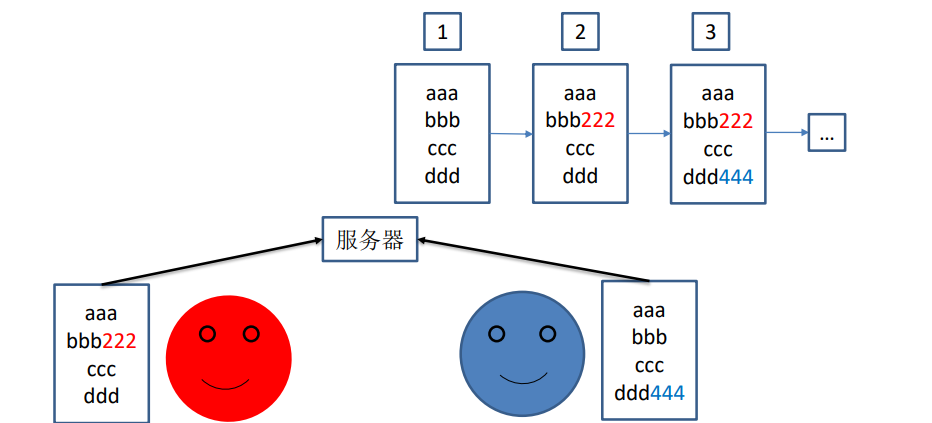 1
2
3
aaa
bbb
ccc
ddd
aaa
bbb222
ccc
ddd
aaa
bbb222
ccc
ddd444
...
服务器
aaa
bbb222
ccc
ddd
aaa
bbb
ccc
ddd444